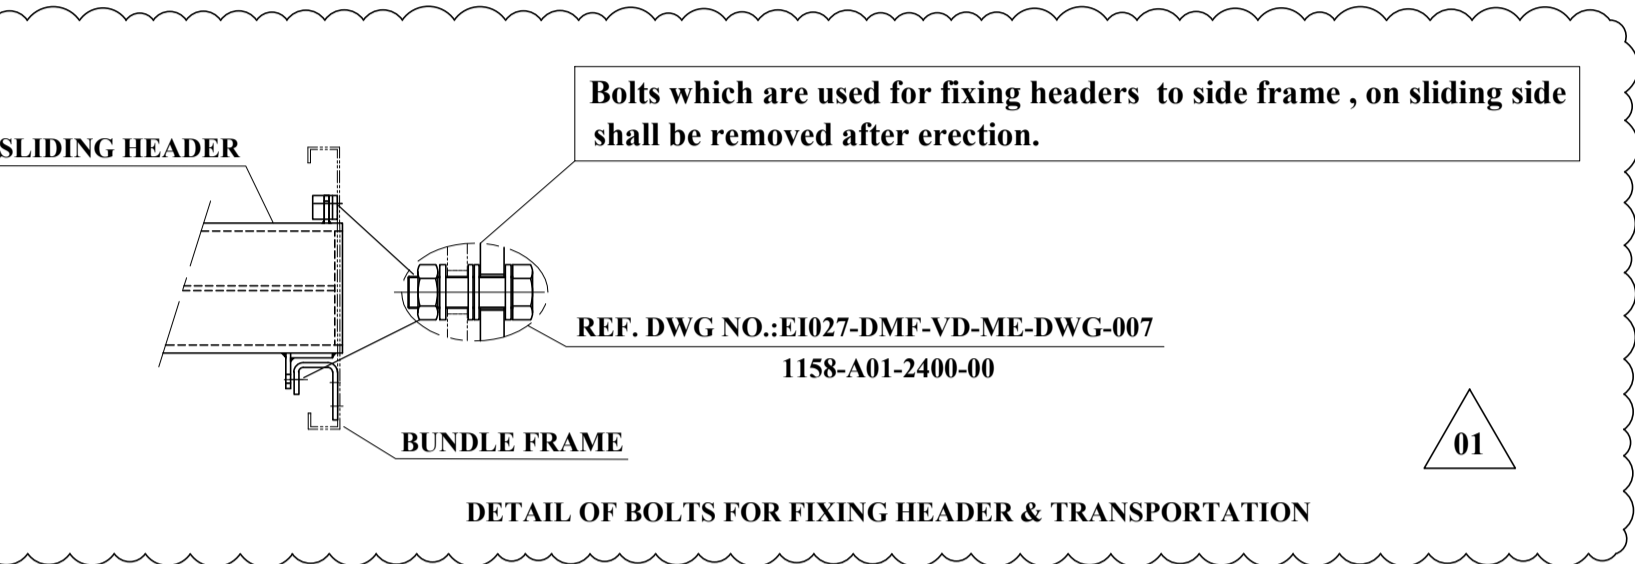 Bolts which are used for fixing headers to side frame , on sliding side
shall be removed after erection.
SLIDING HEADER
REF. DWG NO.:EI027-DMF-VD-ME-DWG-007
1158-A01-2400-00
BUNDLE FRAME
01
DETAIL OF BOLTS FOR FIXING HEADER & TRANSPORTATION